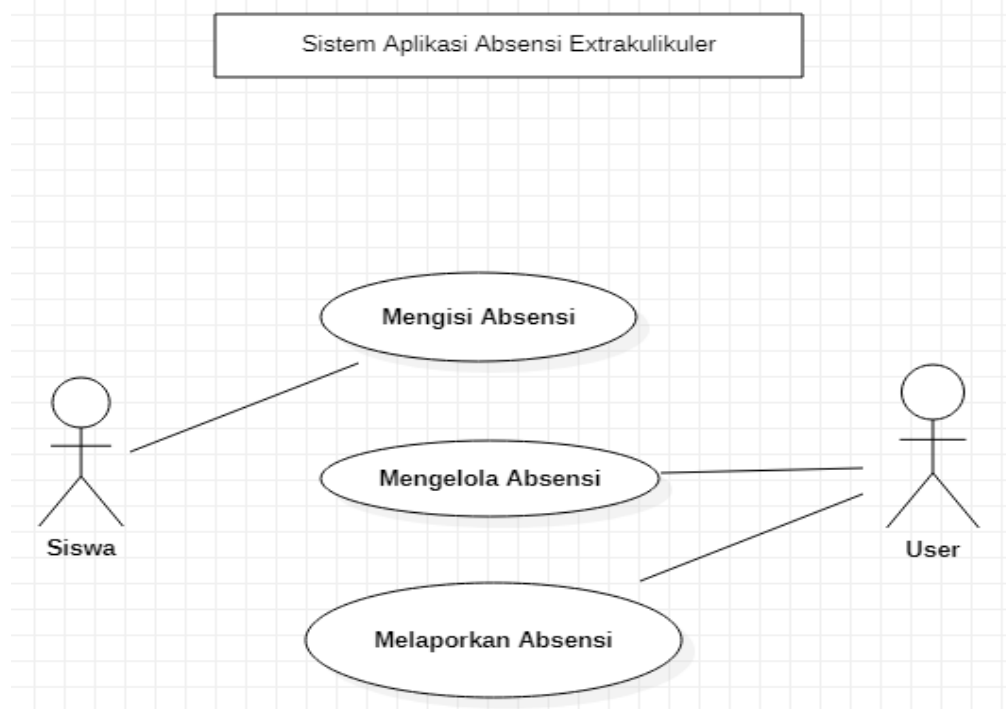 Sistem Aplikasi Absensi Extrakulikuler
Mengisi Absensi
Mengelola Absensi
Siswa
User
Melaporkan Absensi